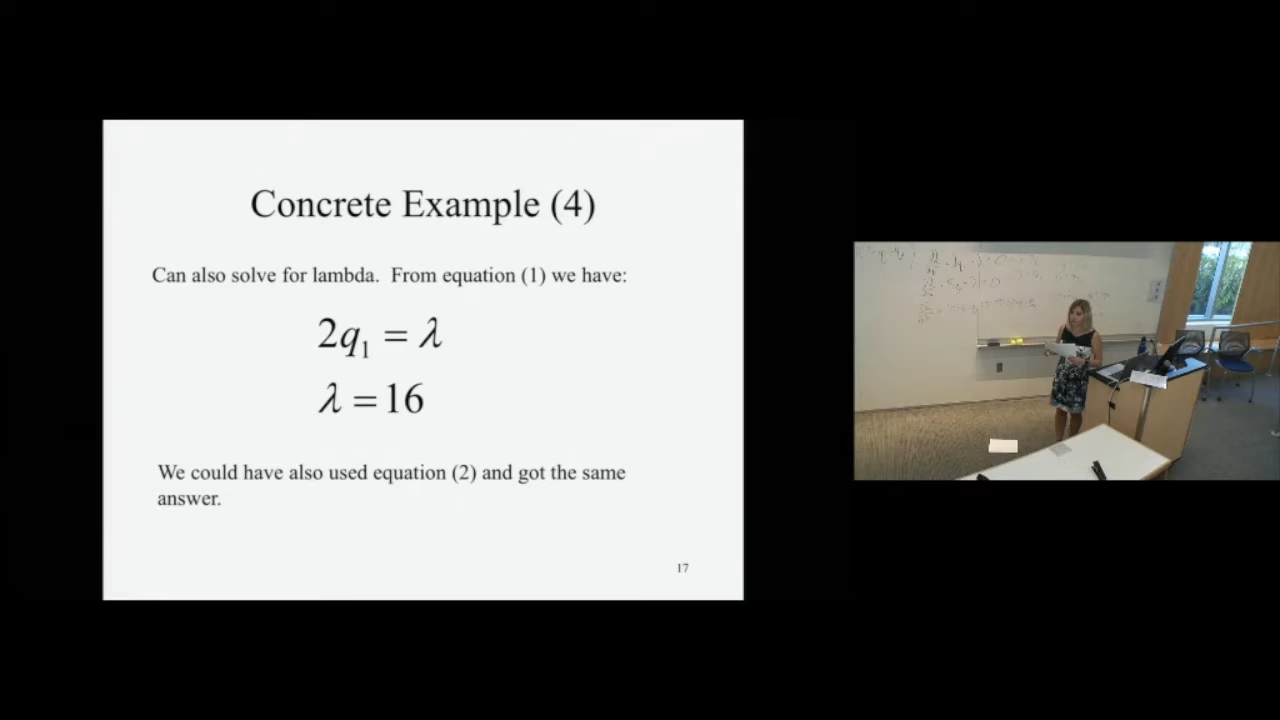 Concrete Example (4)
Can also solve for lambda. From equation (1) we have:
2q₁ = λ
λ = 16
We could have also used equation (2) and got the same
answer.
17